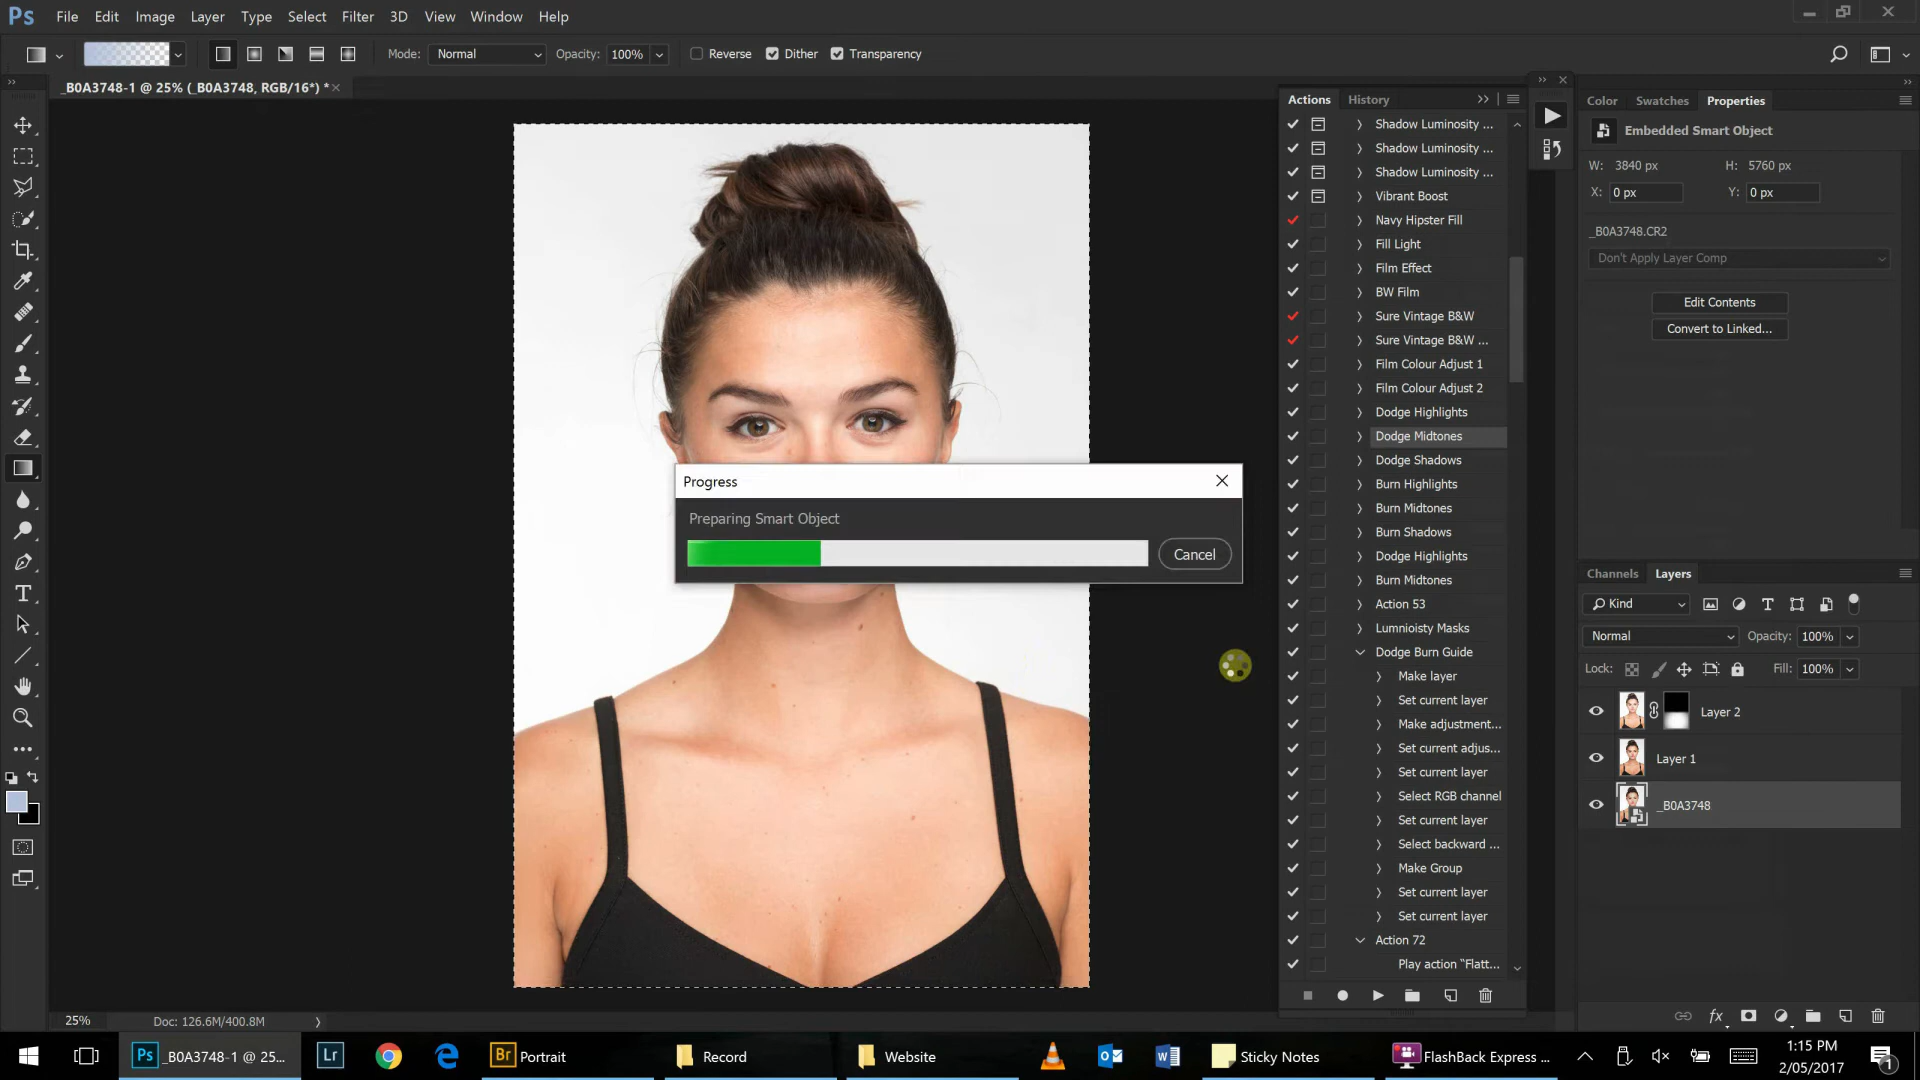 Ps File Edit Image Layer Type Select Filter 3D View Window Help
Mode: Normal Opacity: 100% Reverse Dither Transparency
_B0A3748-1 @ 25% (_B0A3748, RGB/16*) *
Actions History
Shadow Luminosity ...
Shadow Luminosity ...
Shadow Luminosity ...
Vibrant Boost
Navy Hipster Fill
Fill Light
Film Effect
BW Film
Sure Vintage B&W
Sure Vintage B&W ...
Film Colour Adjust 1
Film Colour Adjust 2
Dodge Highlights
Dodge Midtones
Dodge Shadows
Burn Highlights
Burn Midtones
Burn Shadows
Dodge Highlights
Burn Midtones
Action 53
Lumnioisty Masks
Dodge Burn Guide
Make layer
Set current layer
Make adjustment...
Set current adjus...
Set current layer
Select RGB channel
Set current layer
Select backward ...
Make Group
Set current layer
Set current layer
Action 72
Play action “Flatt...
Progress
Preparing Smart Object
Cancel
Color Swatches Properties
Embedded Smart Object
W: 3840 px H: 5760 px
X: 0 px Y: 0 px
_B0A3748.CR2
Don't Apply Layer Comp
Edit Contents
Convert to Linked...
Channels Layers
Kind
Normal Opacity: 100%
Lock: Fill: 100%
Layer 2
Layer 1
_B0A3748
fx
25% Doc: 126.6M/400.8M
Ps _B0A3748-1 @ 25... Lr Br Portrait Record Website Sticky Notes FlashBack Express ...
1:15 PM
2/05/2017
1